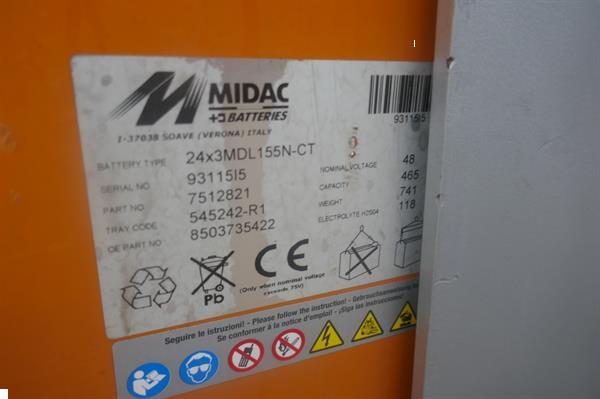 MIDAC
BATTERIES
I-37038 SOAVE (VERONA) ITALY
93115I5
BATTERY TYPE 24x3MDL155N-CT
SERIAL NO. 93115I5
PART NO. 7512821
TRAY CODE 545242-R1
OE PART NO. 8503735422
NOMINAL VOLTAGE 48
CAPACITY 465
WEIGHT 741
ELECTROLYTE H2SO4 118
Pb
CE
(Only when nominal voltage
exceeds 75V)
Seguire le istruzioni! - Please follow the instruction! - Gebrauchsanweisung
Se conformer à la notice d'emploi! - ¡Siga las instrucciones!